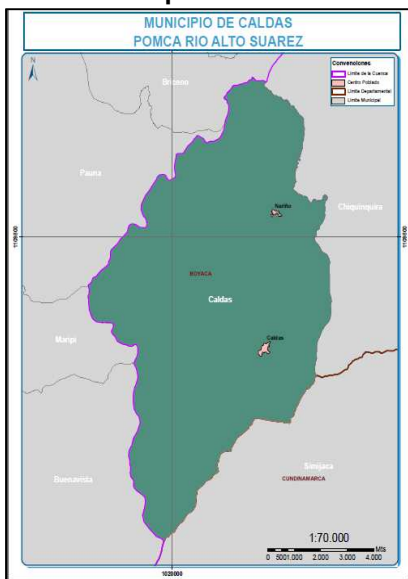 MUNICIPIO DE CALDAS
POMCA RIO ALTO SUAREZ
N
Convenciones
Limite de la Cuenca
Centro Poblado
Limite Departamental
Limite Municipal
Briceno
Pauna
Nariño
Chiquinquira
BOYACA
Caldas
Caldas
Maripi
Simijaca
Buenavista
CUNDINAMARCA
1:70.000
0 500 1.000 2.000 3.000 4.000
Mts
1020000